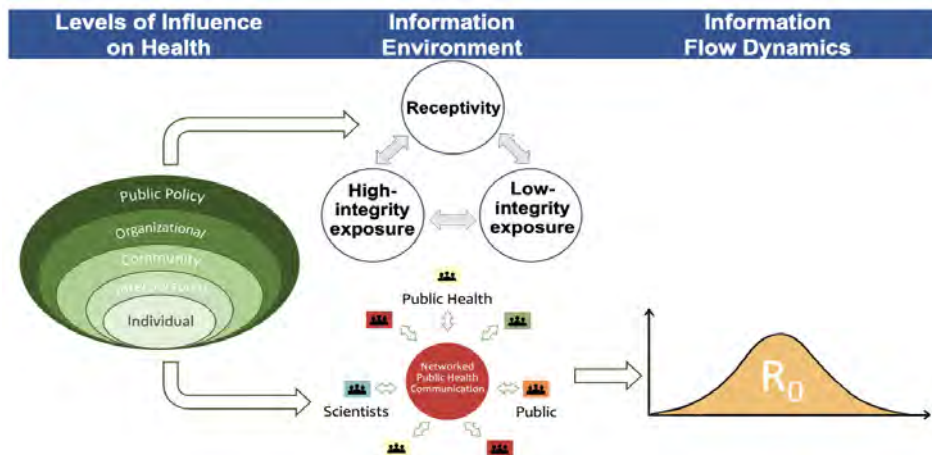 Levels of Influence
on Health
Information
Environment
Information
Flow Dynamics
Receptivity
High-
integrity
exposure
Low-
integrity
exposure
Public Policy
Organizational
Community
Individual
Public Health
Networked
Public Health
Communication
Scientists
Public
R₀